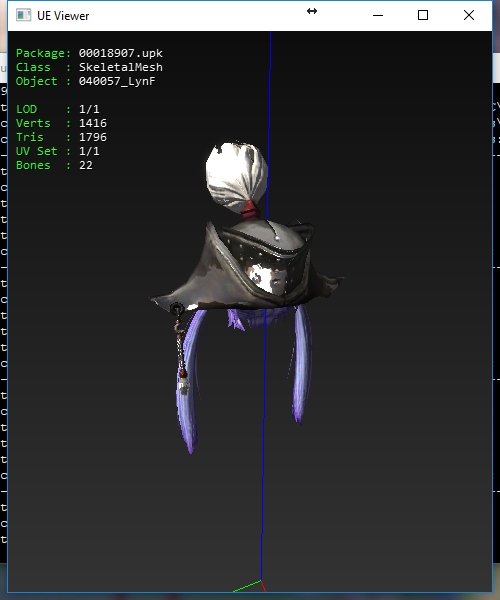 UE Viewer
Package: 00018907.upk
Class : SkeletalMesh
Object : 040057_LynF
LOD : 1/1
Verts : 1416
Tris : 1796
UV Set : 1/1
Bones : 22